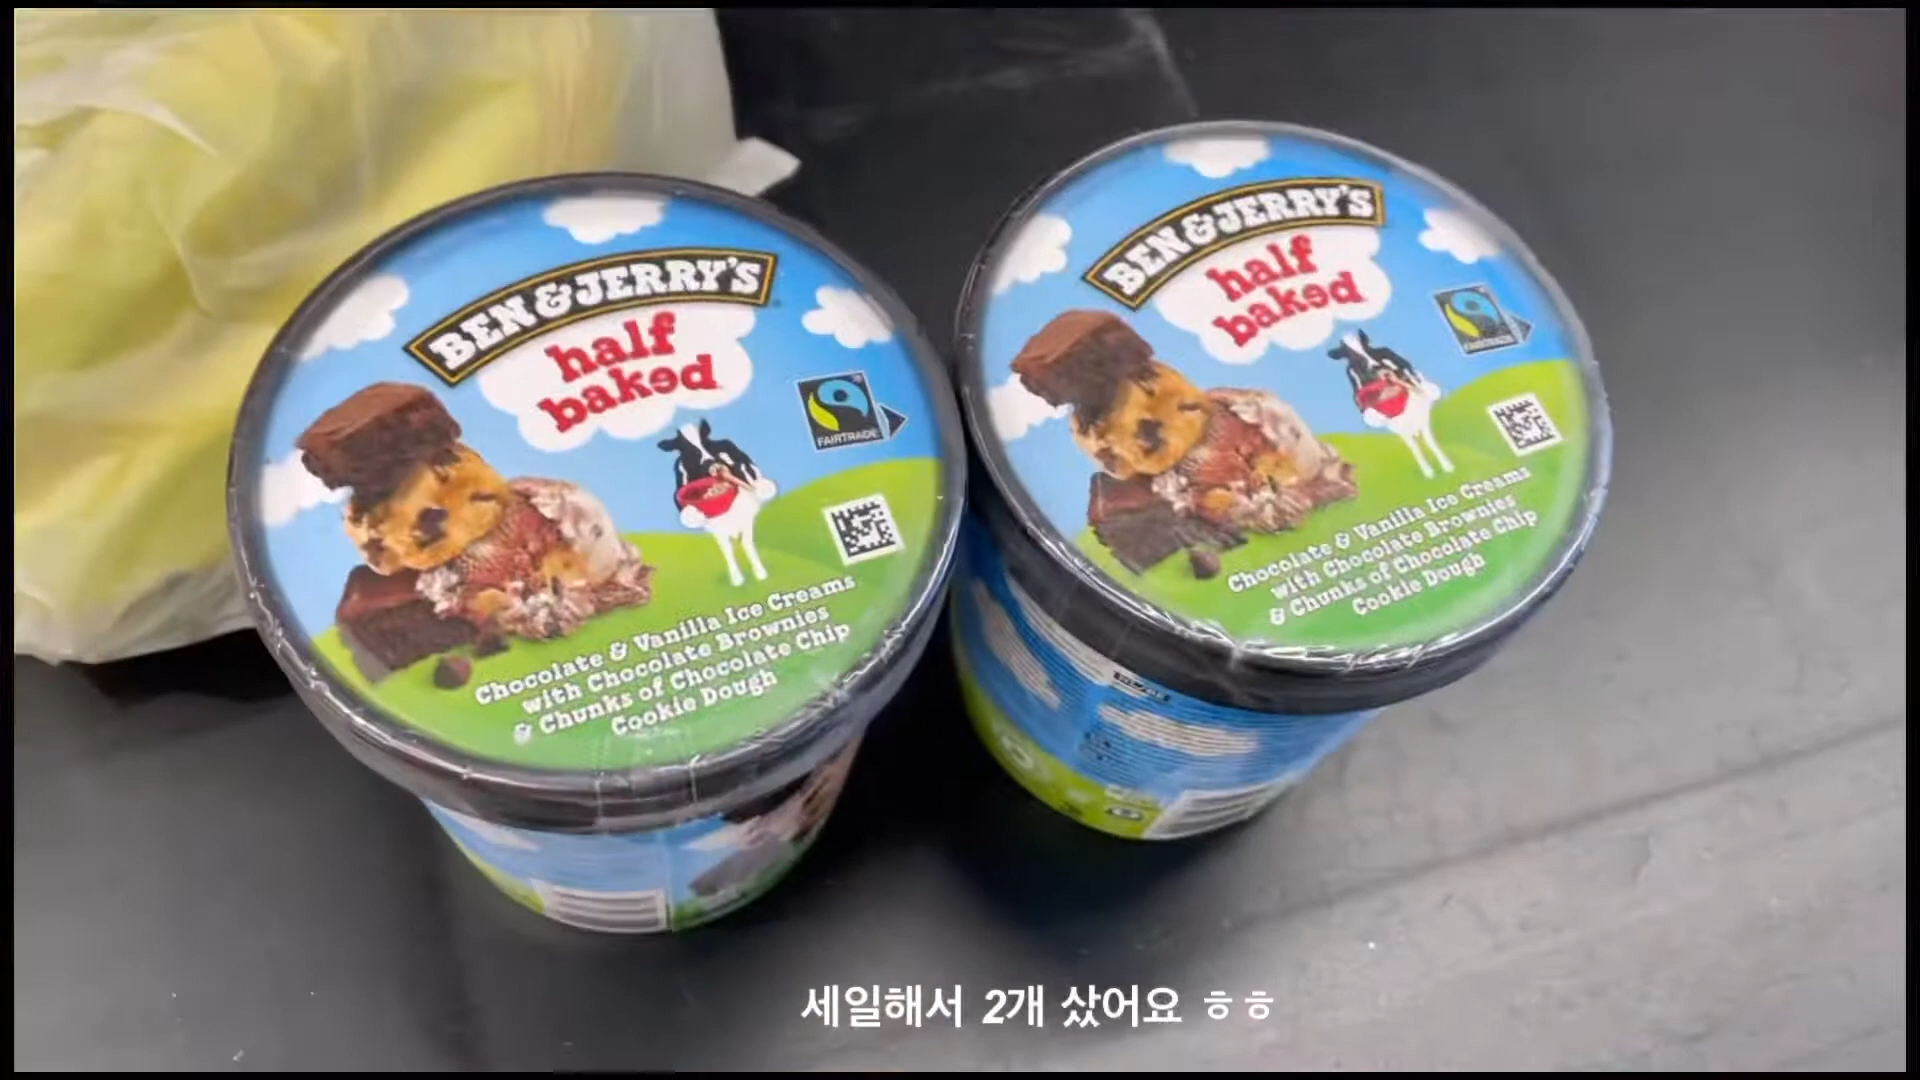 BEN & JERRY'S
half
baked
FAIRTRADE
Chocolate & Vanilla Ice Creams
with Chocolate Brownies
& Chunks of Chocolate Chip
Cookie Dough
BEN & JERRY'S
half
baked
FAIRTRADE
Chocolate & Vanilla Ice Creams
with Chocolate Brownies
& Chunks of Chocolate Chip
Cookie Dough
세일해서 2개 샀어요 ㅎㅎ